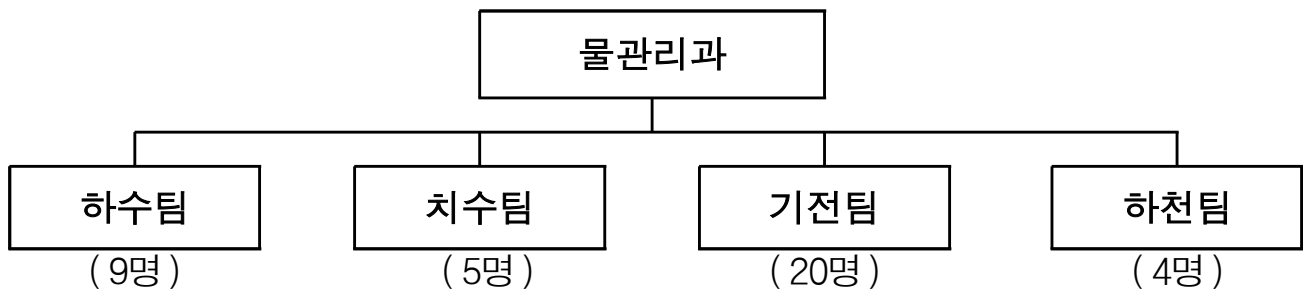 물관리과
하수팀 치수팀 기전팀 하천팀
( 9명 ) ( 5명 ) ( 20명 ) ( 4명 )